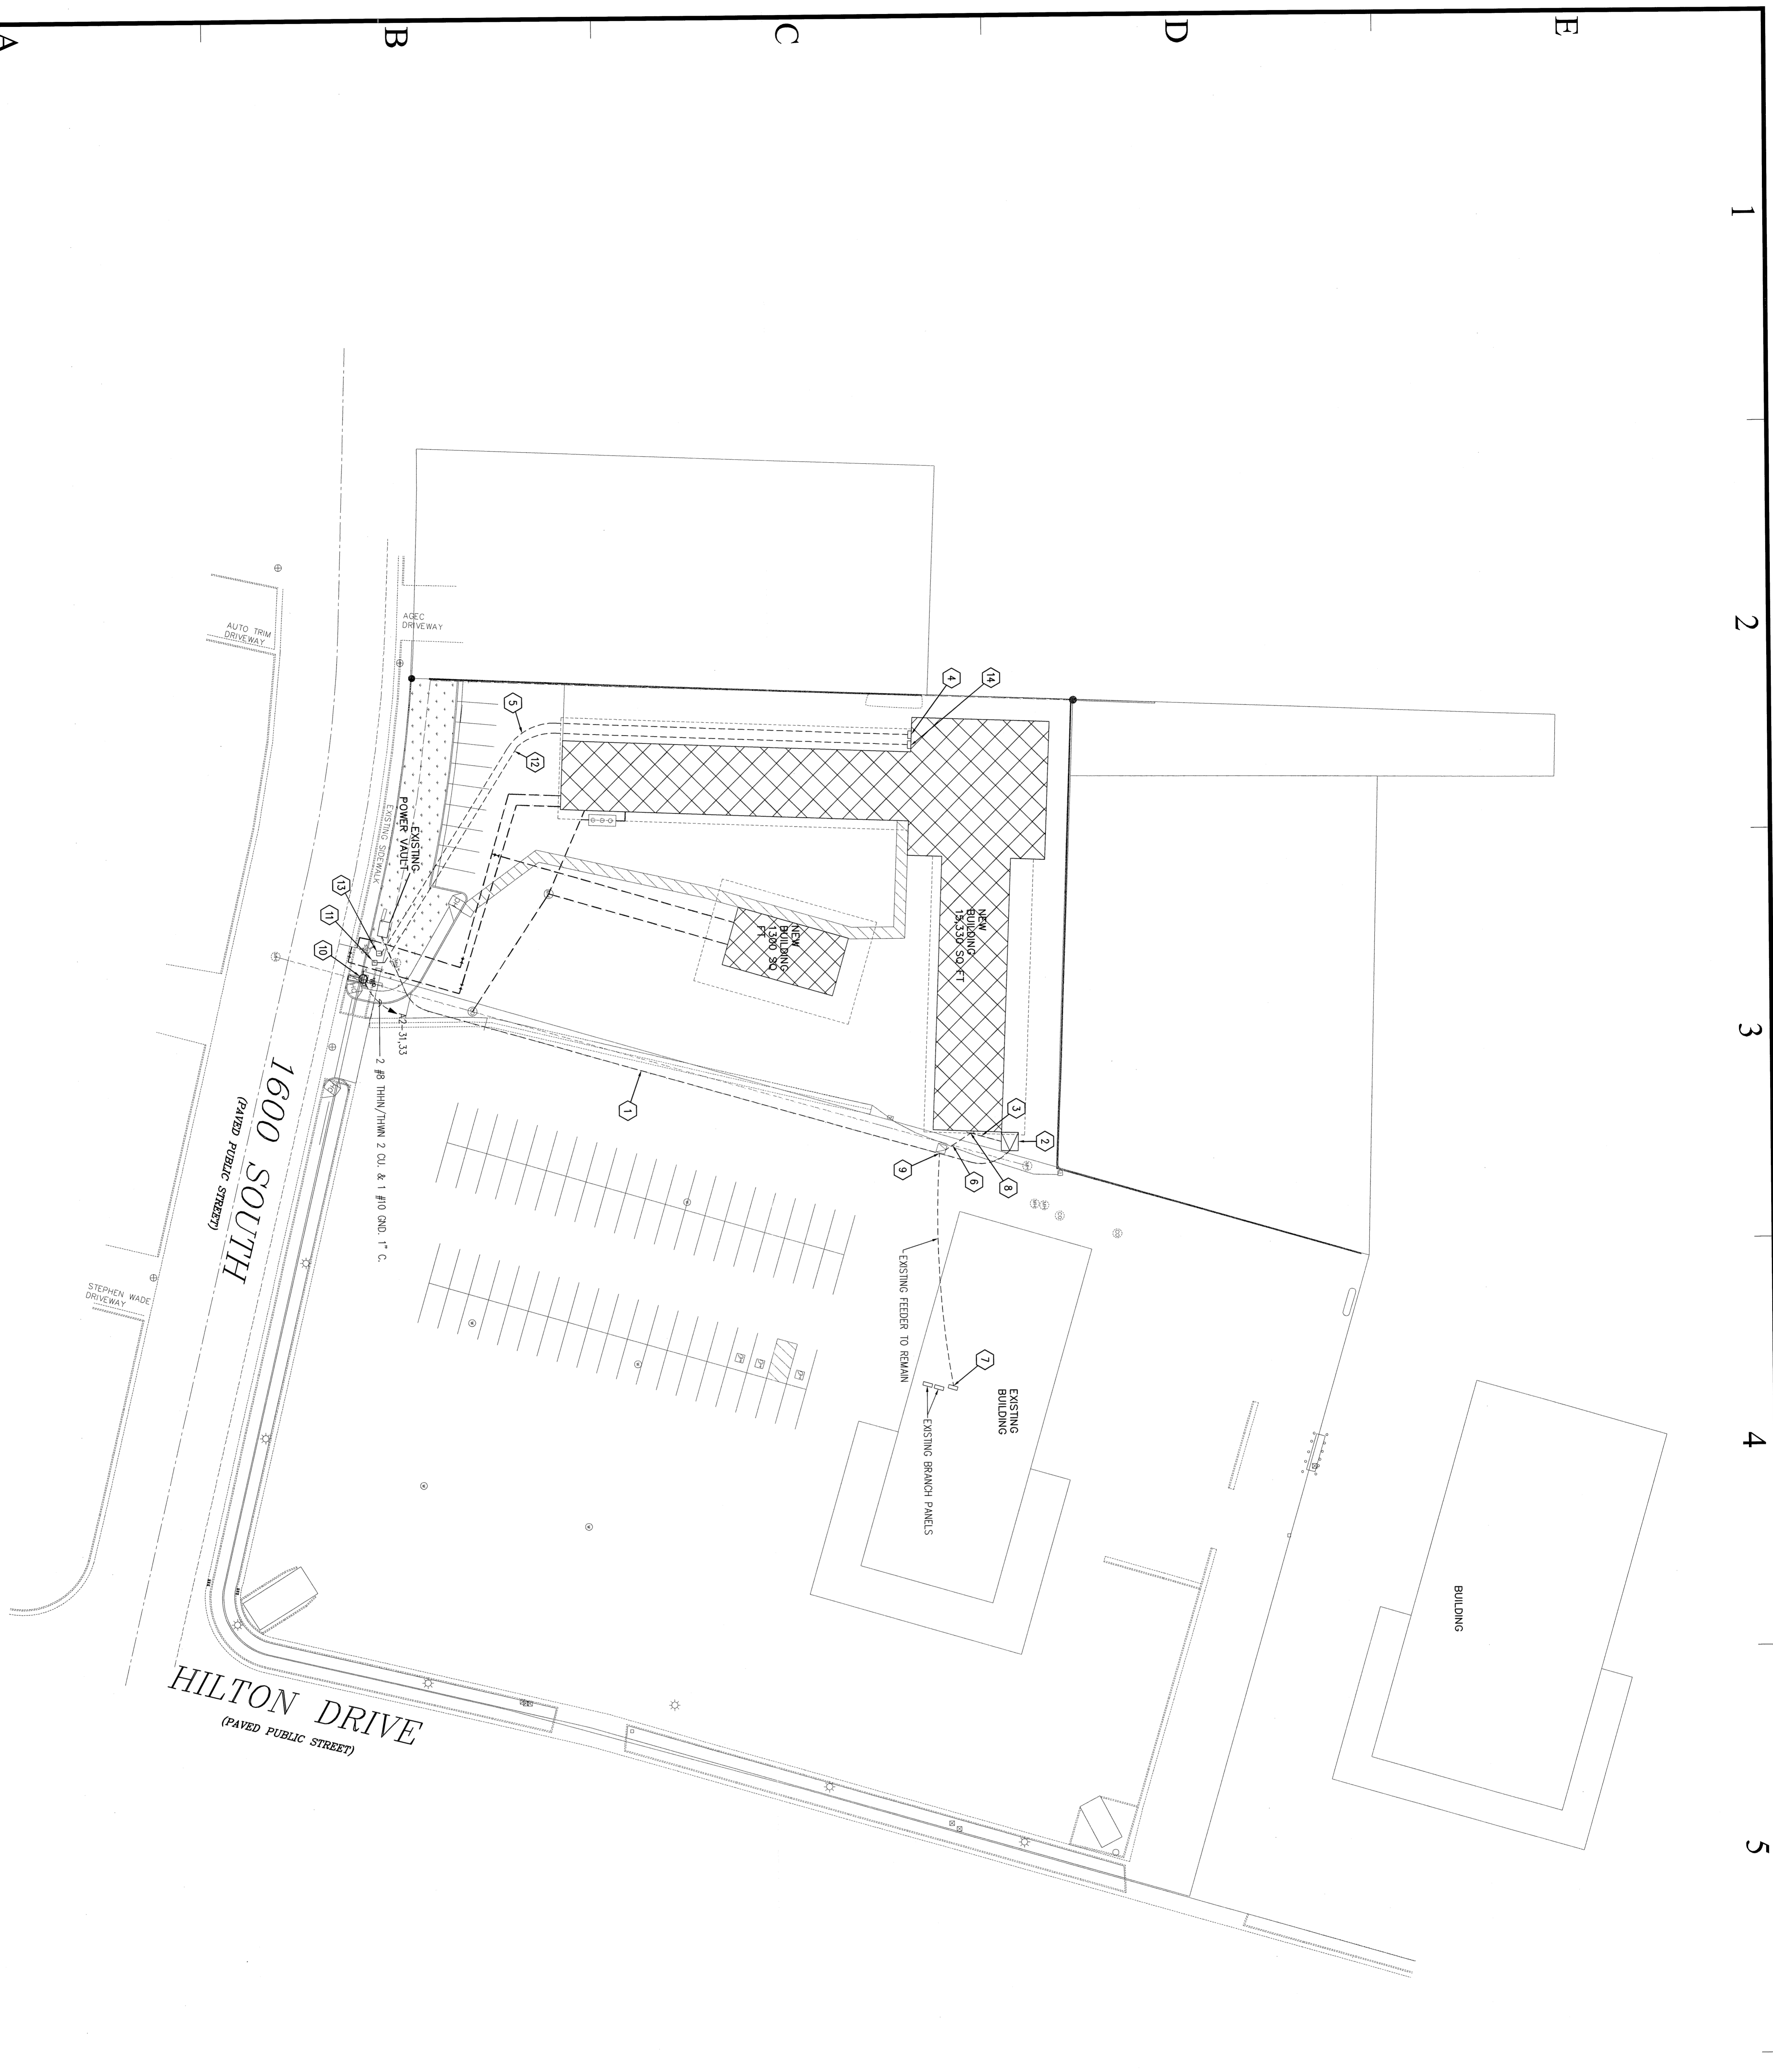 A
B
C
D
E
1
2
3
4
5
AUTO TRIM
DRIVEWAY
AGEC
DRIVEWAY
5
12
4
14
EXISTING
POWER VAULT
EXISTING SIDEWALK
13
11
10
NEW
BUILDING
1300 SQ
FT
NEW
BUILDING
15,330 SQ FT
A2-31,33
2 #8 THHN/THWN 2 CU. & 1 #10 GND. 1" C.
1
3
2
9
6
8
1600 SOUTH
(PAVED PUBLIC STREET)
STEPHEN WADE
DRIVEWAY
EXISTING FEEDER TO REMAIN
7
EXISTING BRANCH PANELS
EXISTING
BUILDING
BUILDING
HILTON DRIVE
(PAVED PUBLIC STREET)